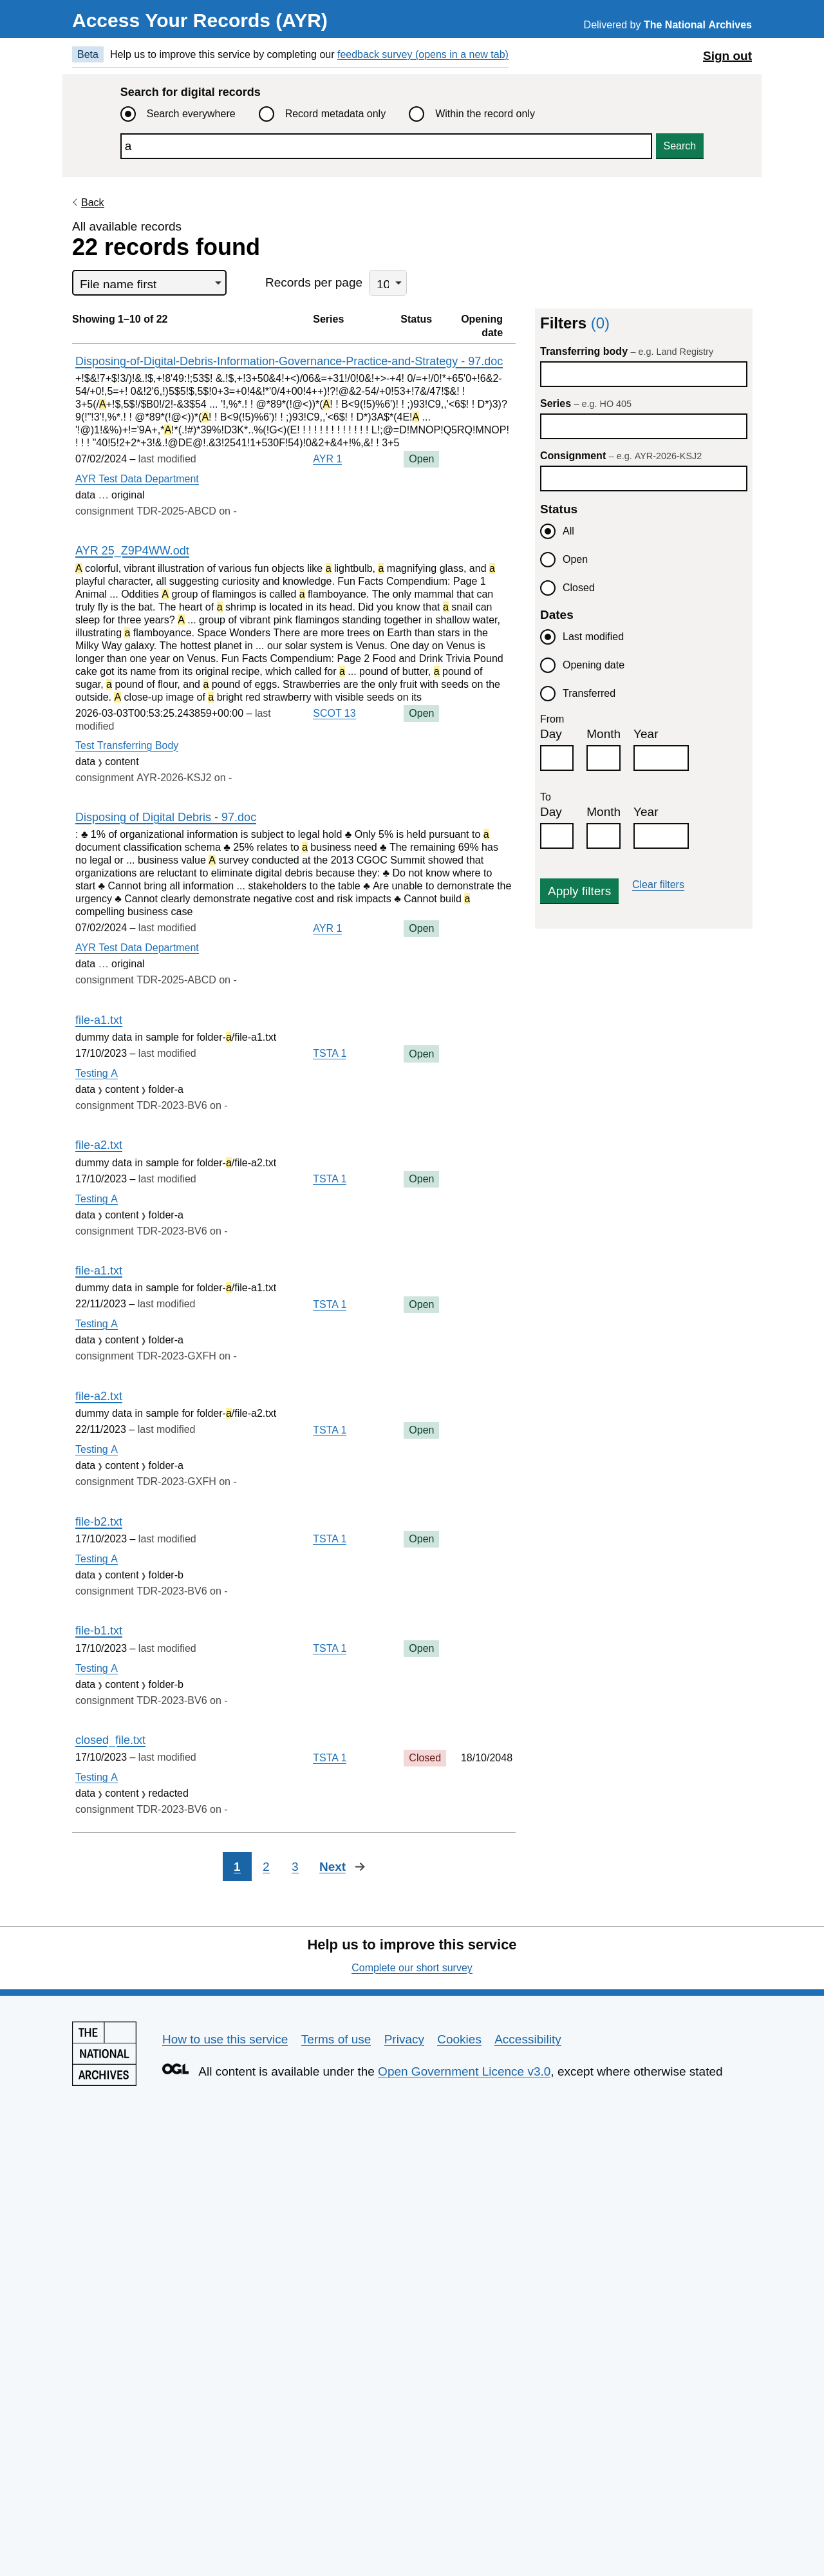 Access Your Records (AYR)
Delivered by The National Archives
Beta Help us to improve this service by completing our feedback survey (opens in a new tab)
Sign out
Search for digital records
Search everywhere Record metadata only Within the record only
a
Search
Back
All available records
22 records found
File name first
Records per page 10
Showing 1–10 of 22 Series Status Opening
date
Disposing-of-Digital-Debris-Information-Governance-Practice-and-Strategy - 97.doc
07/02/2024 – last modified AYR 1 Open
AYR Test Data Department
data … original
consignment TDR-2025-ABCD on -
AYR 25_Z9P4WW.odt
A colorful, vibrant illustration of various fun objects like a lightbulb, a magnifying glass, and a
playful character, all suggesting curiosity and knowledge. Fun Facts Compendium: Page 1
Animal ... Oddities A group of flamingos is called a flamboyance. The only mammal that can
truly fly is the bat. The heart of a shrimp is located in its head. Did you know that a snail can
sleep for three years? A ... group of vibrant pink flamingos standing together in shallow water,
illustrating a flamboyance. Space Wonders There are more trees on Earth than stars in the
Milky Way galaxy. The hottest planet in ... our solar system is Venus. One day on Venus is
longer than one year on Venus. Fun Facts Compendium: Page 2 Food and Drink Trivia Pound
cake got its name from its original recipe, which called for a ... pound of butter, a pound of
sugar, a pound of flour, and a pound of eggs. Strawberries are the only fruit with seeds on the
outside. A close-up image of a bright red strawberry with visible seeds on its
2026-03-03T00:53:25.243859+00:00 – last
modified
SCOT 13 Open
Test Transferring Body
data ❯ content
consignment AYR-2026-KSJ2 on -
Disposing of Digital Debris - 97.doc
: ♣ 1% of organizational information is subject to legal hold ♣ Only 5% is held pursuant to a
document classification schema ♣ 25% relates to a business need ♣ The remaining 69% has
no legal or ... business value A survey conducted at the 2013 CGOC Summit showed that
organizations are reluctant to eliminate digital debris because they: ♣ Do not know where to
start ♣ Cannot bring all information ... stakeholders to the table ♣ Are unable to demonstrate the
urgency ♣ Cannot clearly demonstrate negative cost and risk impacts ♣ Cannot build a
compelling business case
07/02/2024 – last modified AYR 1 Open
AYR Test Data Department
data … original
consignment TDR-2025-ABCD on -
file-a1.txt
dummy data in sample for folder-a/file-a1.txt
17/10/2023 – last modified TSTA 1 Open
Testing A
data ❯ content ❯ folder-a
consignment TDR-2023-BV6 on -
file-a2.txt
dummy data in sample for folder-a/file-a2.txt
17/10/2023 – last modified TSTA 1 Open
Testing A
data ❯ content ❯ folder-a
consignment TDR-2023-BV6 on -
file-a1.txt
dummy data in sample for folder-a/file-a1.txt
22/11/2023 – last modified TSTA 1 Open
Testing A
data ❯ content ❯ folder-a
consignment TDR-2023-GXFH on -
file-a2.txt
dummy data in sample for folder-a/file-a2.txt
22/11/2023 – last modified TSTA 1 Open
Testing A
data ❯ content ❯ folder-a
consignment TDR-2023-GXFH on -
file-b2.txt
17/10/2023 – last modified TSTA 1 Open
Testing A
data ❯ content ❯ folder-b
consignment TDR-2023-BV6 on -
file-b1.txt
17/10/2023 – last modified TSTA 1 Open
Testing A
data ❯ content ❯ folder-b
consignment TDR-2023-BV6 on -
closed_file.txt
17/10/2023 – last modified TSTA 1 Closed 18/10/2048
Testing A
data ❯ content ❯ redacted
consignment TDR-2023-BV6 on -
1 2 3 Next →
Filters (0)
Transferring body – e.g. Land Registry
Series – e.g. HO 405
Consignment – e.g. AYR-2026-KSJ2
Status
All
Open
Closed
Dates
Last modified
Opening date
Transferred
From
Day Month Year
To
Day Month Year
Apply filters Clear filters
Help us to improve this service
Complete our short survey
THE
NATIONAL
ARCHIVES
How to use this service Terms of use Privacy Cookies Accessibility
OGL All content is available under the Open Government Licence v3.0, except where otherwise stated